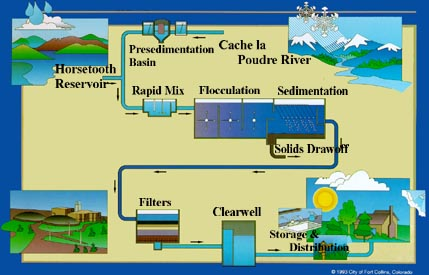 Cache la
Poudre River
Presedimentation
Basin
Horsetooth
Reservoir
Rapid Mix
Flocculation
Sedimentation
Solids Drawoff
Filters
Clearwell
Storage &
Distribution
© 1993 City of Fort Collins, Colorado